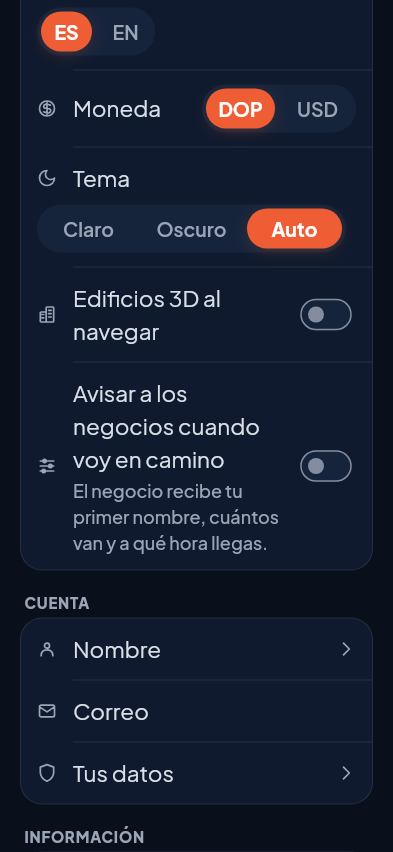 ES EN
Moneda DOP USD
Tema
Claro Oscuro Auto
Edificios 3D al
navegar
Avisar a los
negocios cuando
voy en camino
El negocio recibe tu
primer nombre, cuántos
van y a qué hora llegas.
CUENTA
Nombre
Correo
Tus datos
INFORMACIÓN